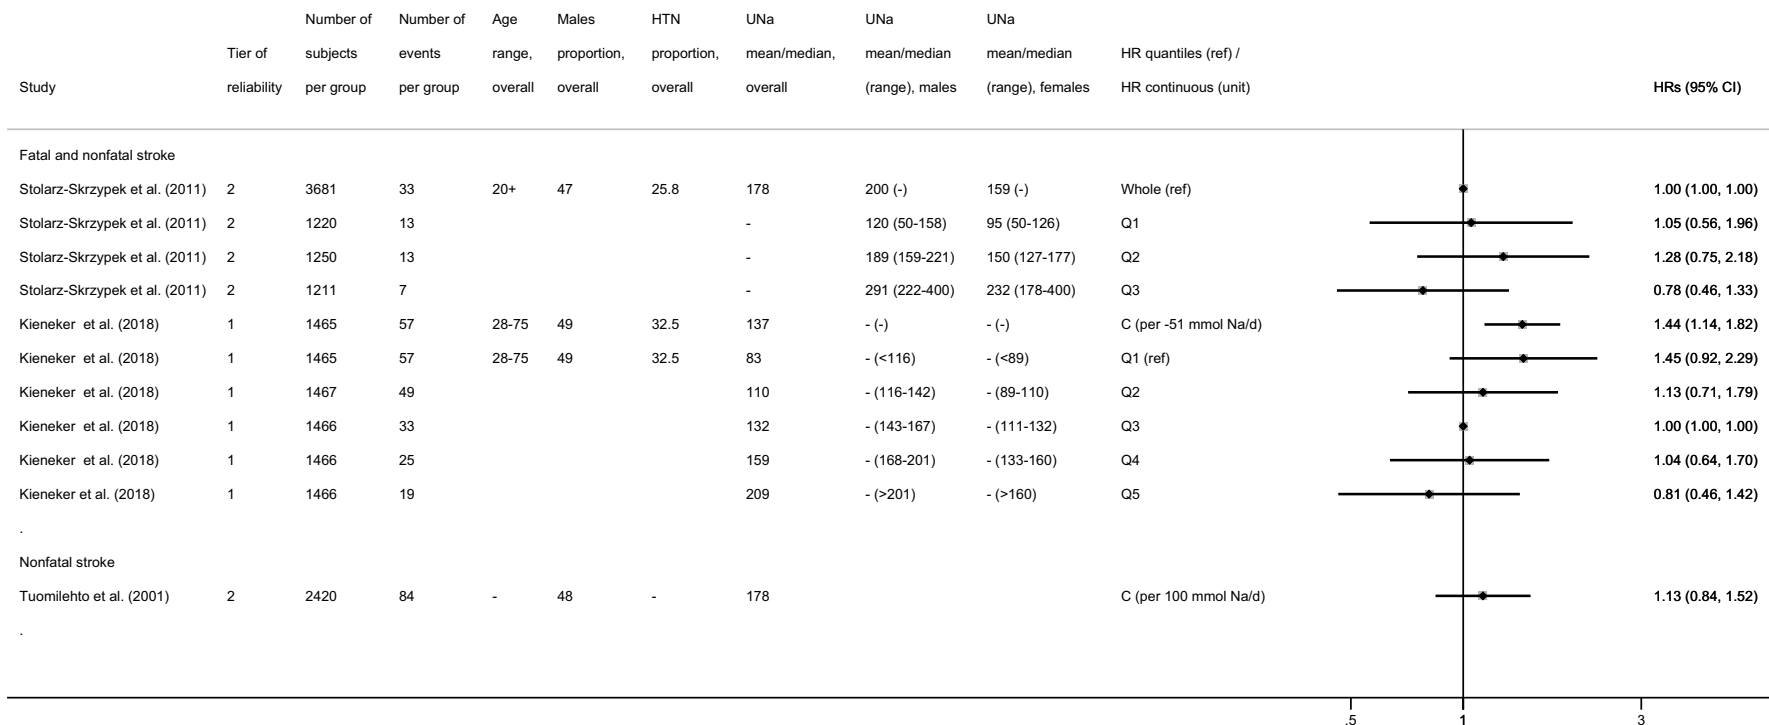 Number of Number of Age Males HTN UNa UNa UNa
Tier of subjects events range, proportion, proportion, mean/median, mean/median mean/median HR quantiles (ref) /
Study reliability per group per group overall overall overall overall (range), males (range), females HR continuous (unit) HRs (95% CI)
Fatal and nonfatal stroke
Stolarz-Skrzypek et al. (2011) 2 3681 33 20+ 47 25.8 178 200 (-) 159 (-) Whole (ref) 1.00 (1.00, 1.00)
Stolarz-Skrzypek et al. (2011) 2 1220 13 - 120 (50-158) 95 (50-126) Q1 1.05 (0.56, 1.96)
Stolarz-Skrzypek et al. (2011) 2 1250 13 - 189 (159-221) 150 (127-177) Q2 1.28 (0.75, 2.18)
Stolarz-Skrzypek et al. (2011) 2 1211 7 - 291 (222-400) 232 (178-400) Q3 0.78 (0.46, 1.33)
Kieneker et al. (2018) 1 1465 57 28-75 49 32.5 137 - (-) - (-) C (per -51 mmol Na/d) 1.44 (1.14, 1.82)
Kieneker et al. (2018) 1 1465 57 28-75 49 32.5 83 - (<116) - (<89) Q1 (ref) 1.45 (0.92, 2.29)
Kieneker et al. (2018) 1 1467 49 110 - (116-142) - (89-110) Q2 1.13 (0.71, 1.79)
Kieneker et al. (2018) 1 1466 33 132 - (143-167) - (111-132) Q3 1.00 (1.00, 1.00)
Kieneker et al. (2018) 1 1466 25 159 - (168-201) - (133-160) Q4 1.04 (0.64, 1.70)
Kieneker et al. (2018) 1 1466 19 209 - (>201) - (>160) Q5 0.81 (0.46, 1.42)
.
Nonfatal stroke
Tuomilehto et al. (2001) 2 2420 84 - 48 - 178 C (per 100 mmol Na/d) 1.13 (0.84, 1.52)
.
.5 1 3